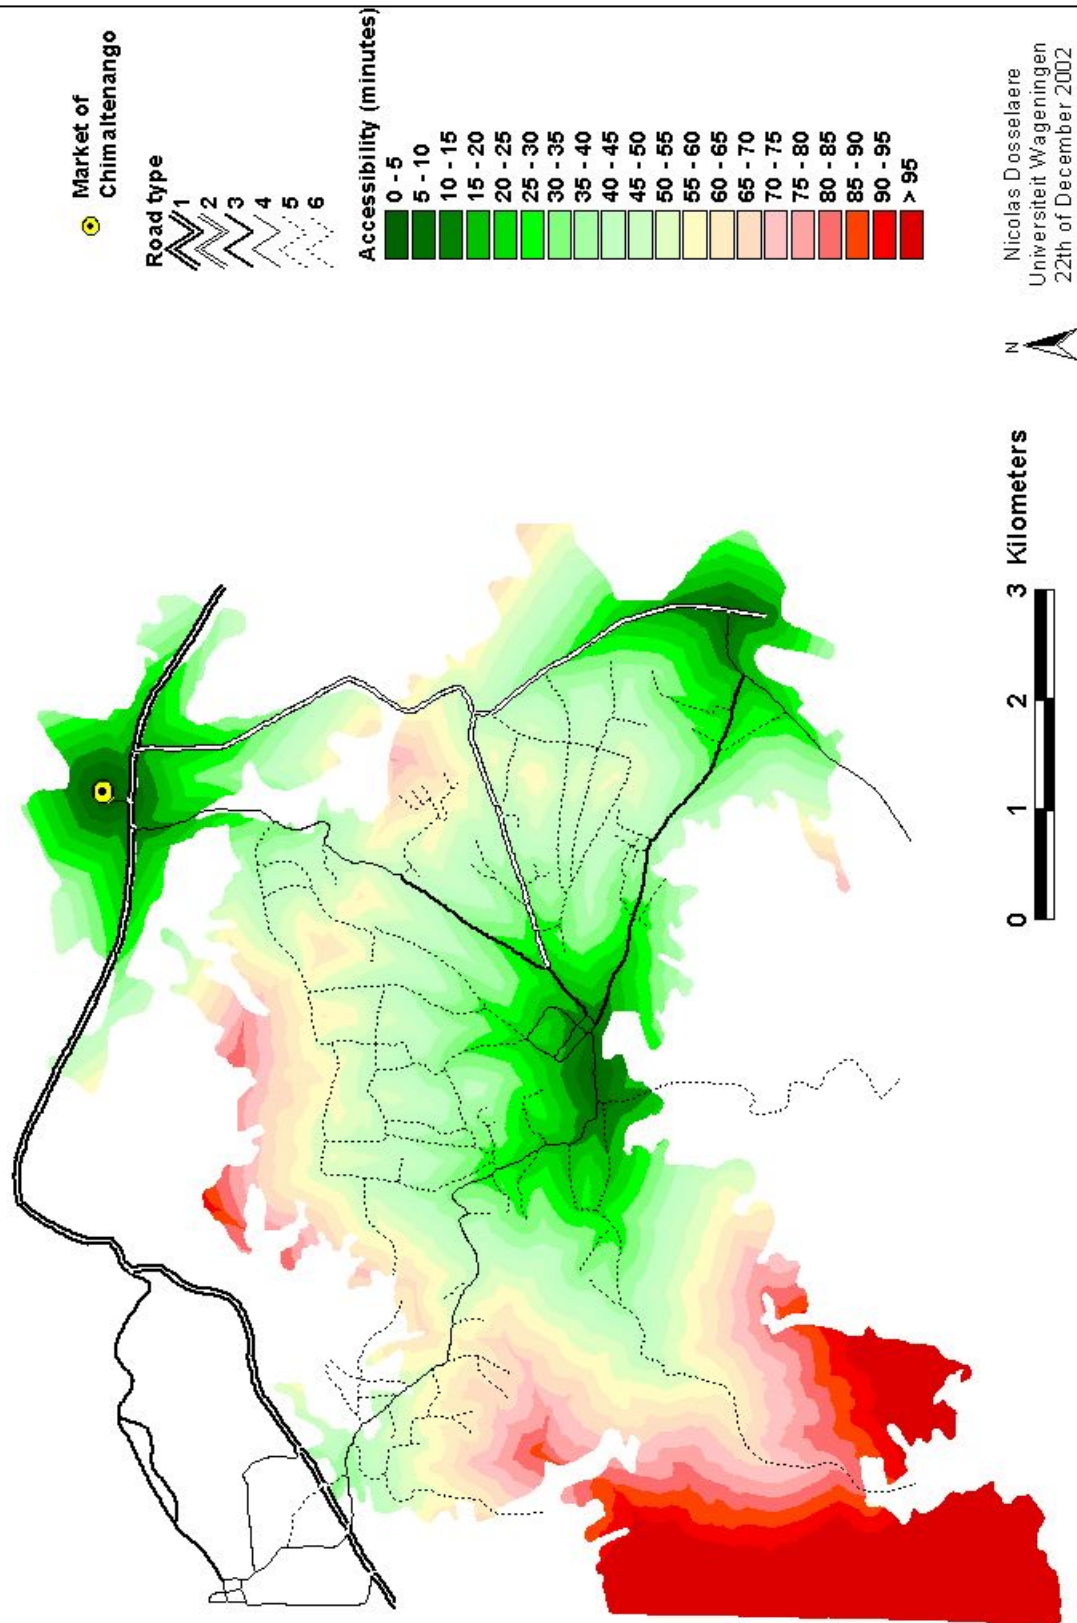 Market of
Chimaltenango
Road type
1
2
3
4
5
6
Accessibility (minutes)
0 - 5
5 - 10
10 - 15
15 - 20
20 - 25
25 - 30
30 - 35
35 - 40
40 - 45
45 - 50
50 - 55
55 - 60
60 - 65
65 - 70
70 - 75
75 - 80
80 - 85
85 - 90
90 - 95
> 95
0 1 2 3 Kilometers
N
Nicolas Dosselaere
Universiteit Wageningen
22th of December 2002